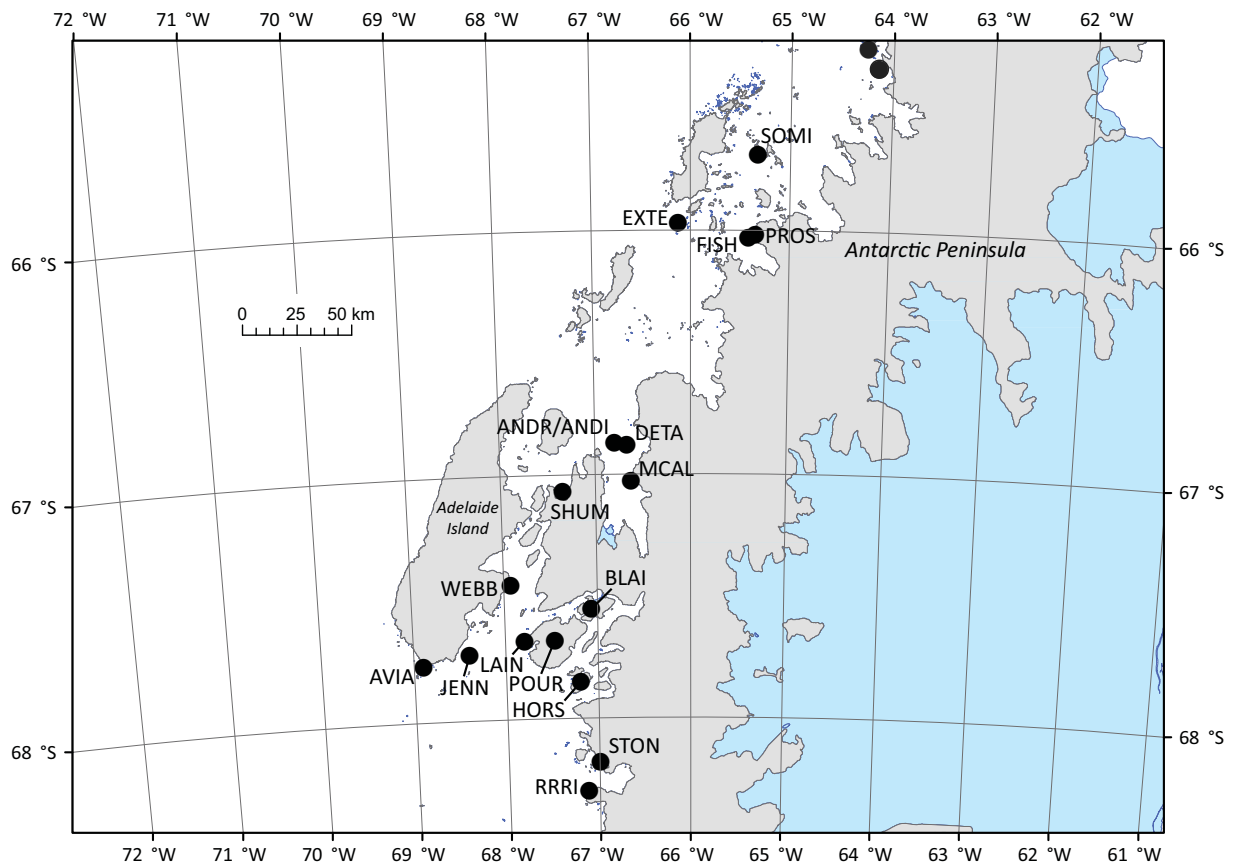 72 °W 71 °W 70 °W 69 °W 68 °W 67 °W 66 °W 65 °W 64 °W 63 °W 62 °W
SOMI
EXTE
FISH PROS
Antarctic Peninsula
66 °S 66 °S
0 25 50 km
ANDR/ANDI DETA
MCAL
67 °S 67 °S
Adelaide
Island
SHUM
BLAI
WEBB
LAIN
AVIA
JENN POUR
HORS
STON
68 °S 68 °S
RRRI
72 °W 71 °W 70 °W 69 °W 68 °W 67 °W 66 °W 65 °W 64 °W 63 °W 62 °W 61 °W